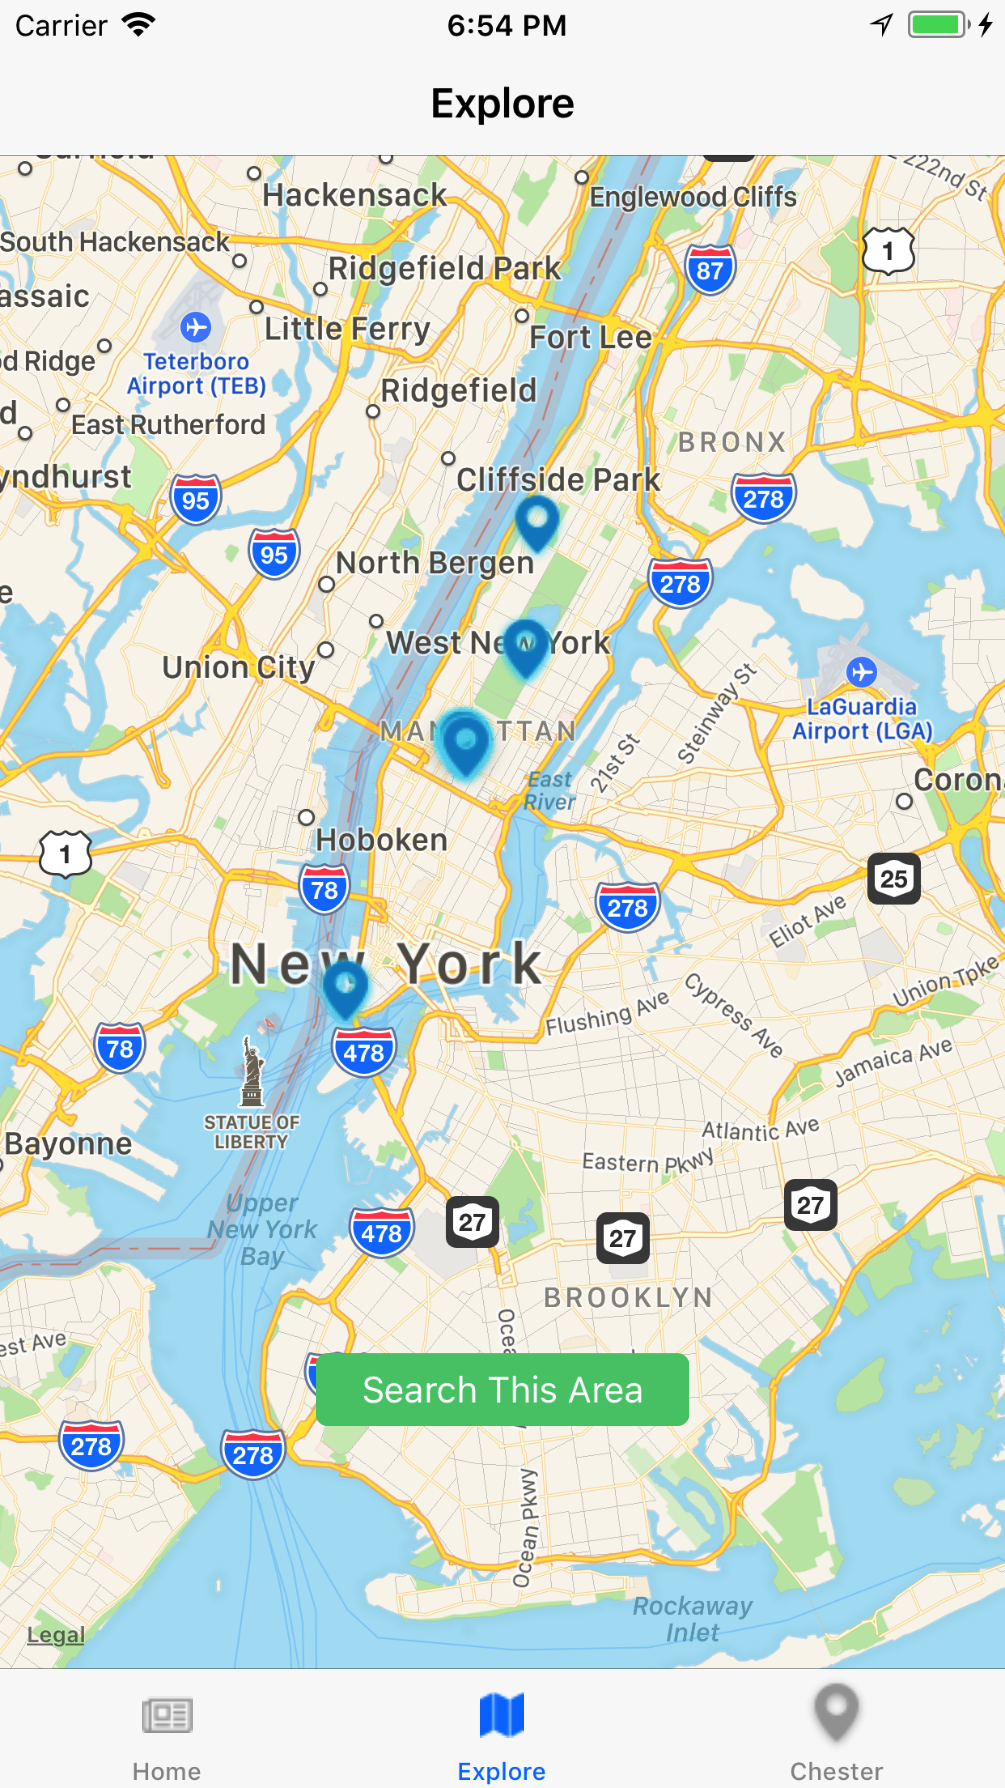 Carrier
6:54 PM
Explore
Hackensack
Englewood Cliffs
222nd St
South Hackensack
1
87
Ridgefield Park
assaic
Little Ferry
Fort Lee
Teterboro
Airport (TEB)
d Ridge
Ridgefield
d
East Rutherford
BRONX
yndhurst
Cliffside Park
95
278
95
North Bergen
278
e
West New York
Union City
Steinway St
LaGuardia
Airport (LGA)
MAN TTAN
21st St
East
River
Coron
Hoboken
1
78
25
278
Eliot Ave
New York
Union Tpke
Cypress Ave
Flushing Ave
78
478
Jamaica Ave
STATUE OF
LIBERTY
Bayonne
Atlantic Ave
Eastern Pkwy
Upper
New York
Bay
27
478
27
27
BROOKLYN
est Ave
Ocea
Search This Area
278
278
Ocean Pkwy
Rockaway
Inlet
Legal
Home
Explore
Chester